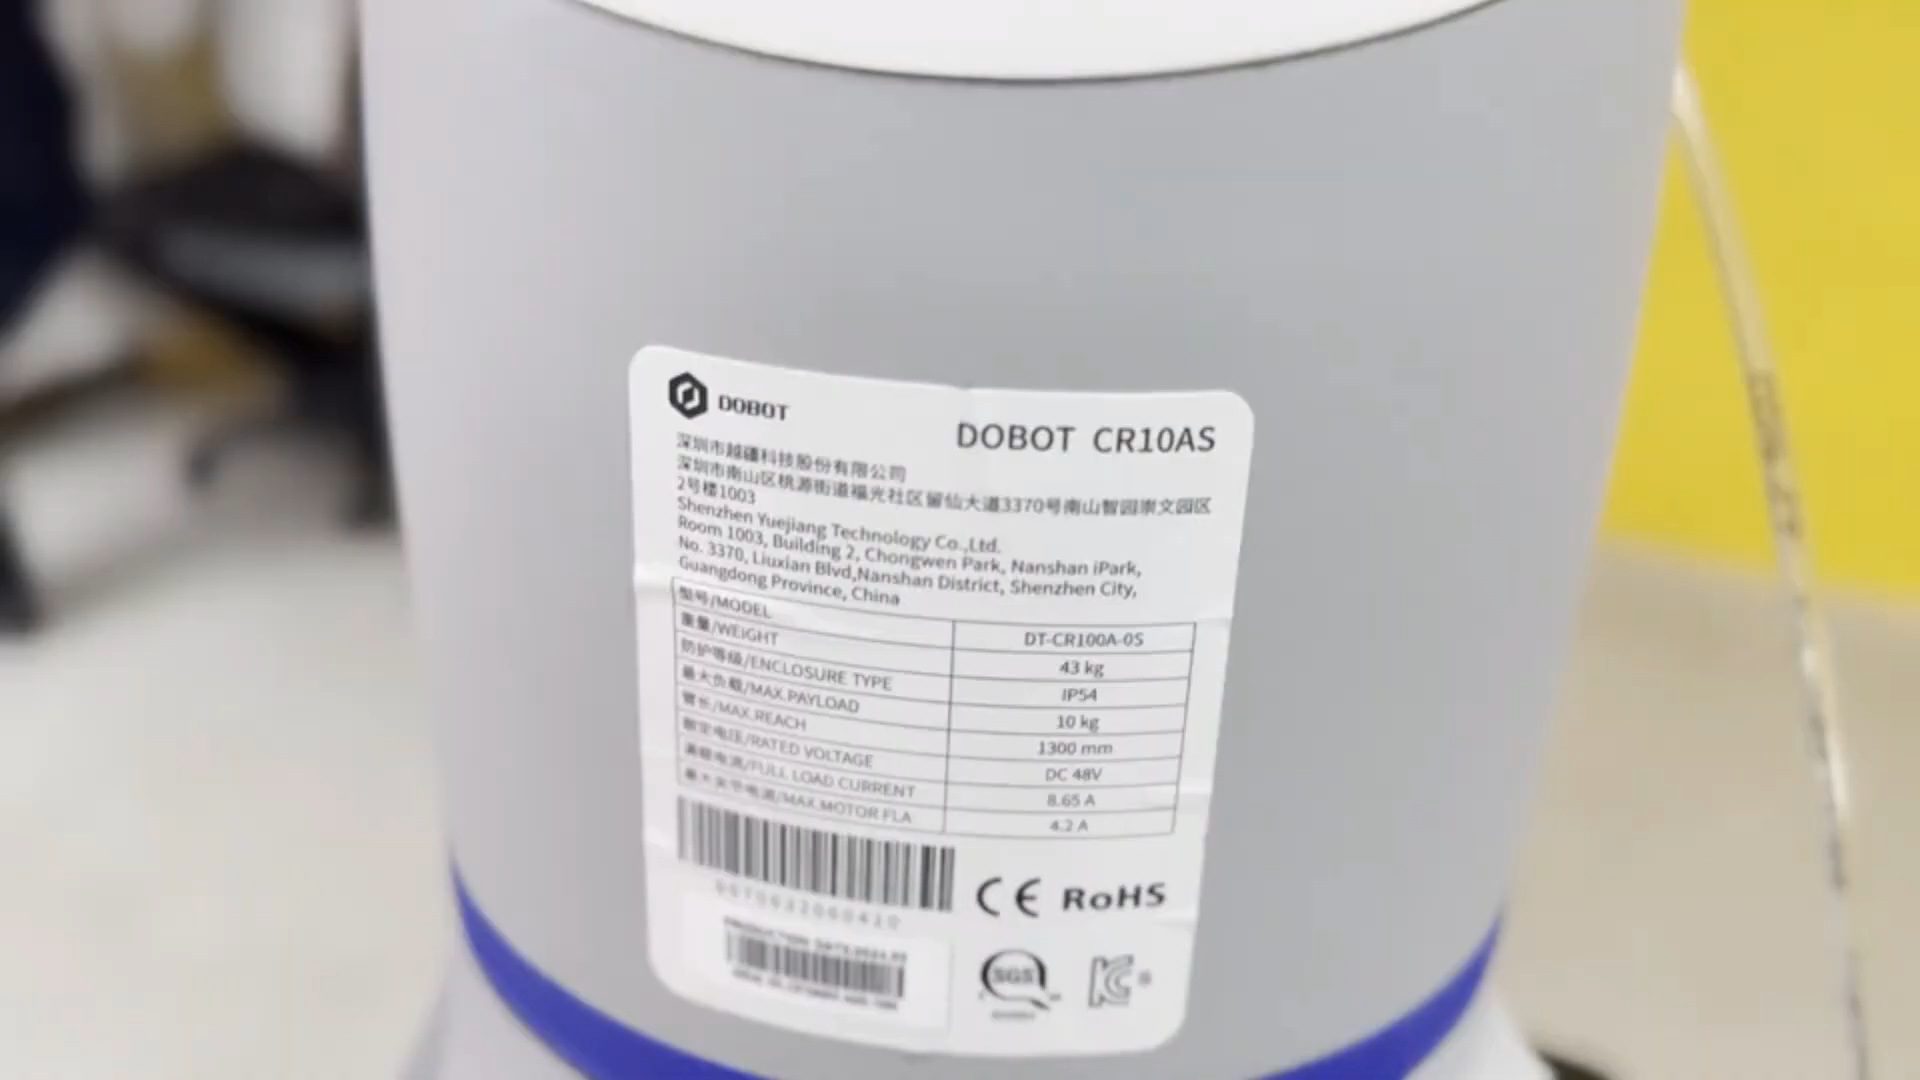 DOBOT
DOBOT CR10AS
深圳市越疆科技股份有限公司
深圳市南山区桃源街道福光社区留仙大道3370号南山智园崇文园区
2号楼1003
Shenzhen Yuejiang Technology Co.,Ltd.
Room 1003, Building 2, Chongwen Park, Nanshan iPark,
No. 3370, Liuxian Blvd,Nanshan District, Shenzhen City,
Guangdong Province, China
型号/MODEL DT-CR100A-0S
重量/WEIGHT 43 kg
防护等级/ENCLOSURE TYPE IP54
最大负载/MAX.PAYLOAD 10 kg
臂长/MAX.REACH 1300 mm
额定电压/RATED VOLTAGE DC 48V
满载电流/FULL LOAD CURRENT 8.65 A
最大关节电流/MAX.MOTOR FLA 4.2 A
CE RoHS
PRODUCTION
SGS